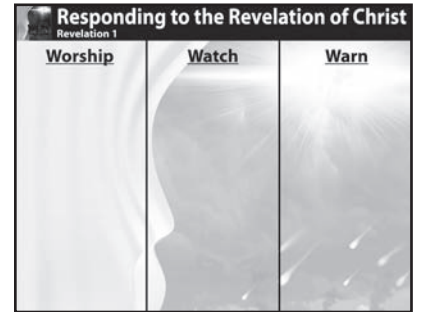 Responding to the Revelation of Christ
Revelation 1
Worship
Watch
Warn